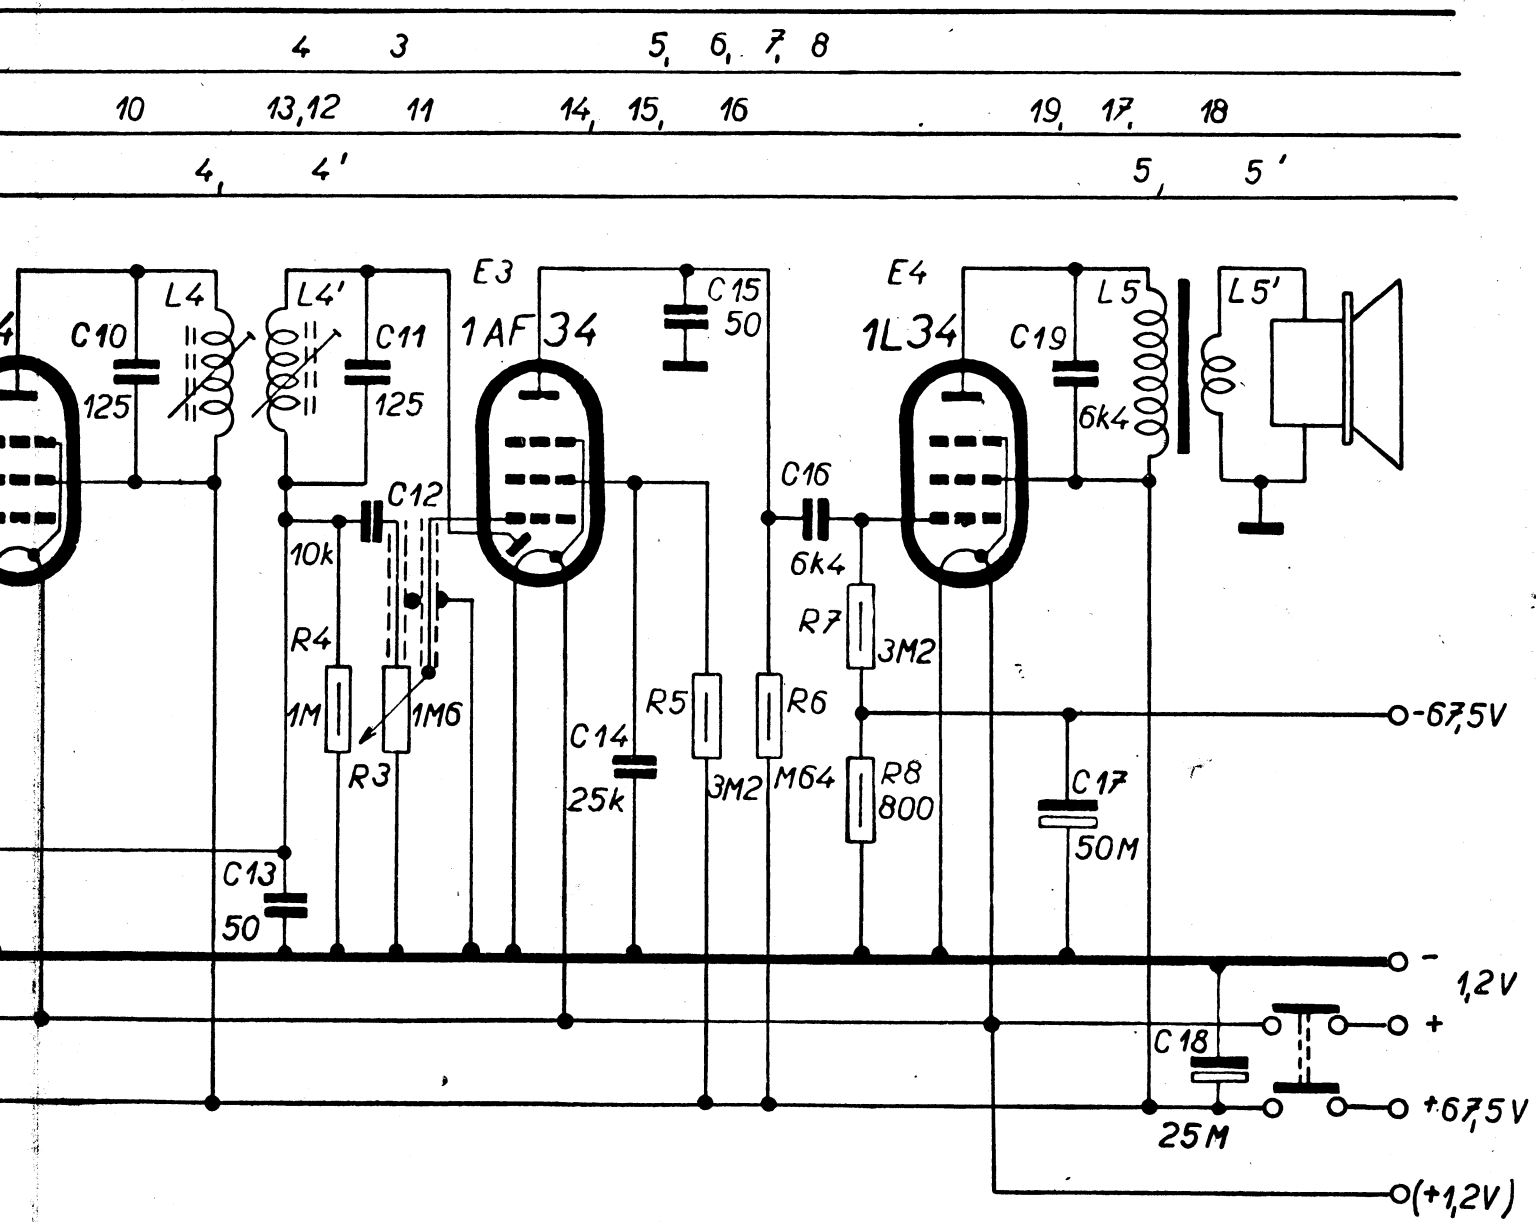 4 3 5, 6, 7, 8
10 13,12 11 14, 15, 16 19, 17, 18
4, 4' 5, 5'
E3 E4
L4 L4' C15 L5 L5'
4 C10 C11 1AF34 50 1L34 C19
125 125 6k4
C16
C12
10k 6k4
R4 R7 3M2
1M 1M6 R5 R6 -67,5V
C14
R3 M64 R8 C17
25k 3M2 800
50M
C13
50
-
1,2V
C18 +
+67,5V
25M
(+1,2V)